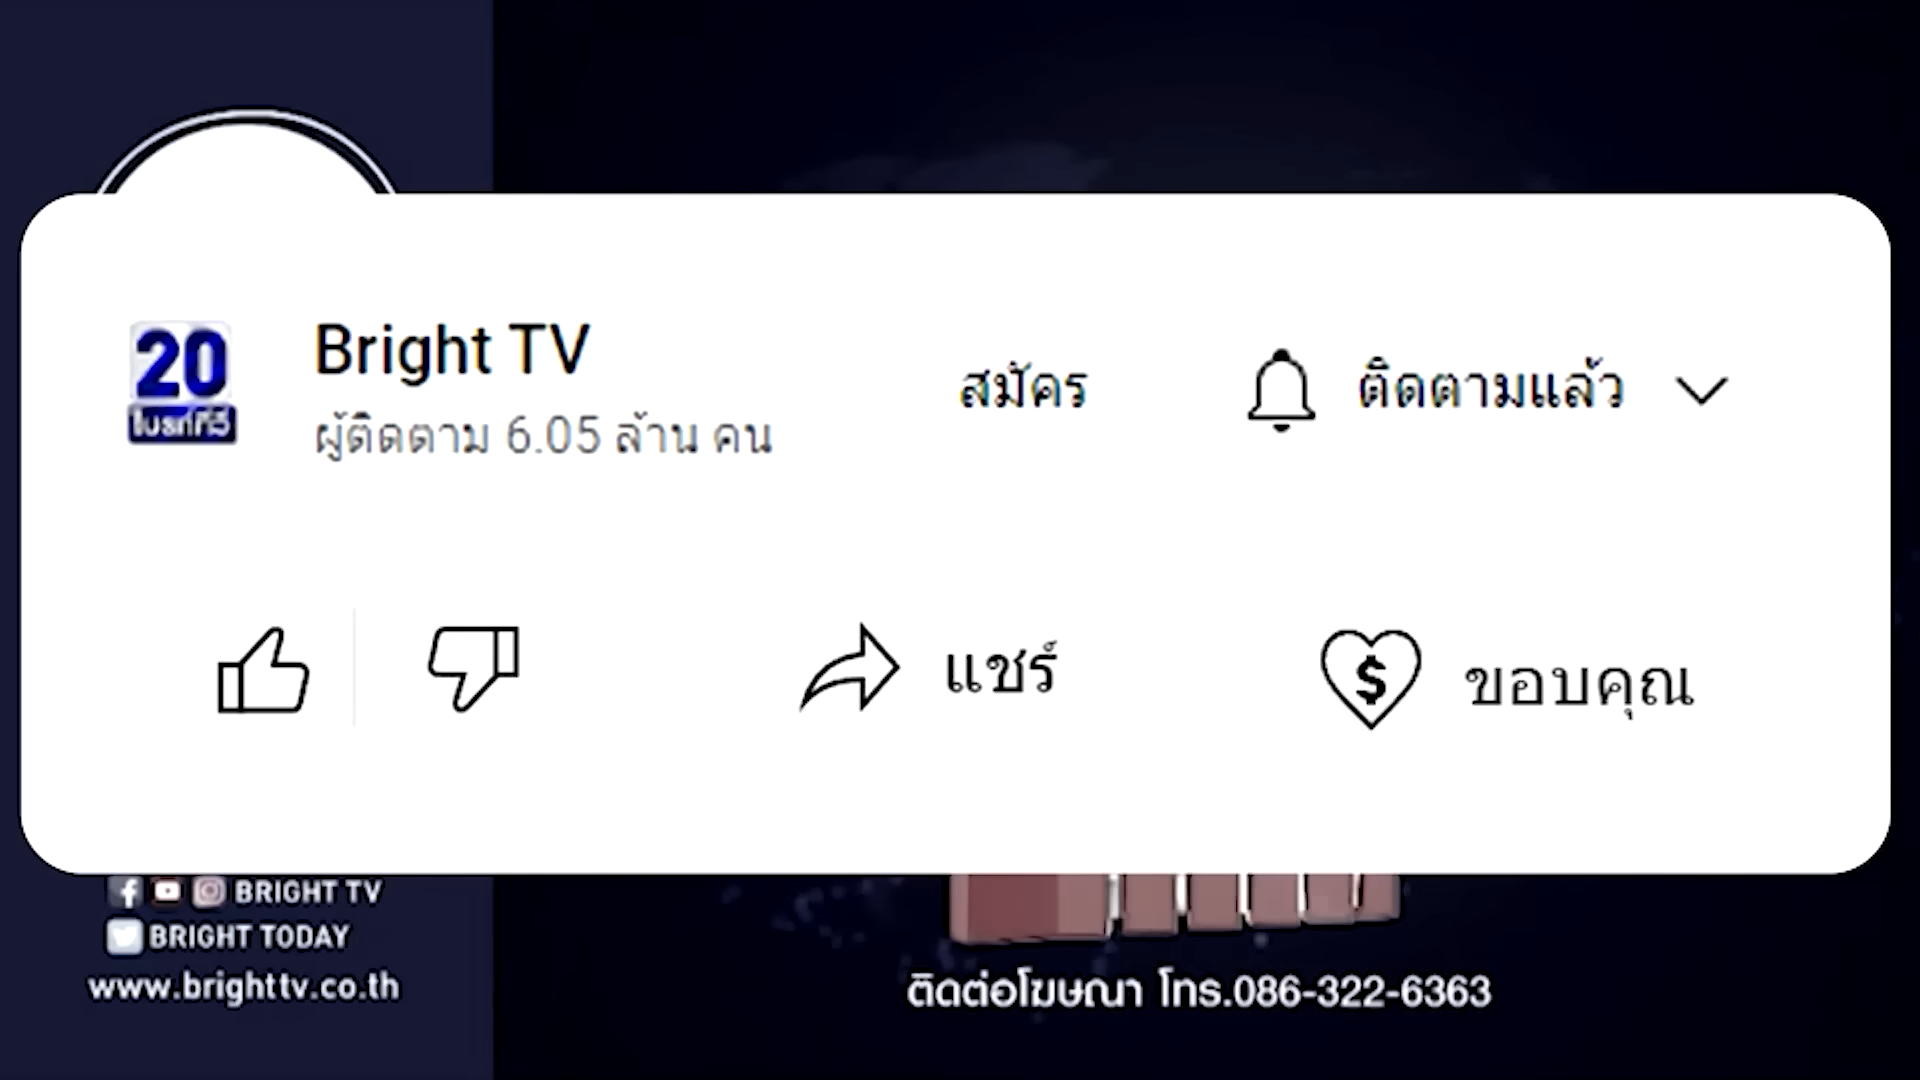 20
ไบรท์ทีวี
Bright TV
ผู้ติดตาม 6.05 ล้าน คน
สมัคร
ติดตามแล้ว
แชร์
$
ขอบคุณ
BRIGHT TV
BRIGHT TODAY
www.brighttv.co.th
ติดต่อโฆษณา โทร.086-322-6363